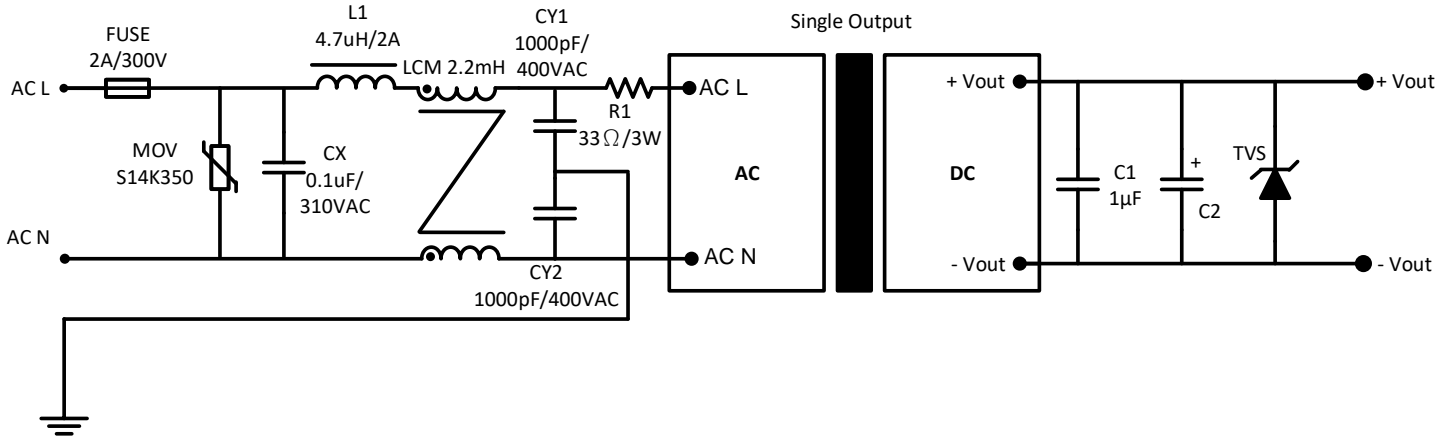 FUSE
2A/300V
L1
4.7uH/2A
LCM 2.2mH
CY1
1000pF/
400VAC
Single Output
AC L
AC L
R1
33Ω/3W
MOV
S14K350
CX
0.1uF/
310VAC
AC N
AC N
CY2
1000pF/400VAC
AC
DC
+ Vout
- Vout
C1
1μF
+
C2
TVS
+ Vout
- Vout